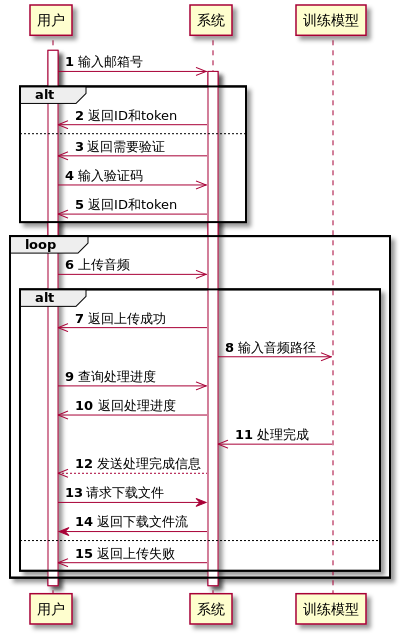 用户 系统 训练模型
1 输入邮箱号
alt
2 返回ID和token
3 返回需要验证
4 输入验证码
5 返回ID和token
loop
6 上传音频
alt
7 返回上传成功
8 输入音频路径
9 查询处理进度
10 返回处理进度
11 处理完成
12 发送处理完成信息
13 请求下载文件
14 返回下载文件流
15 返回上传失败
用户 系统 训练模型